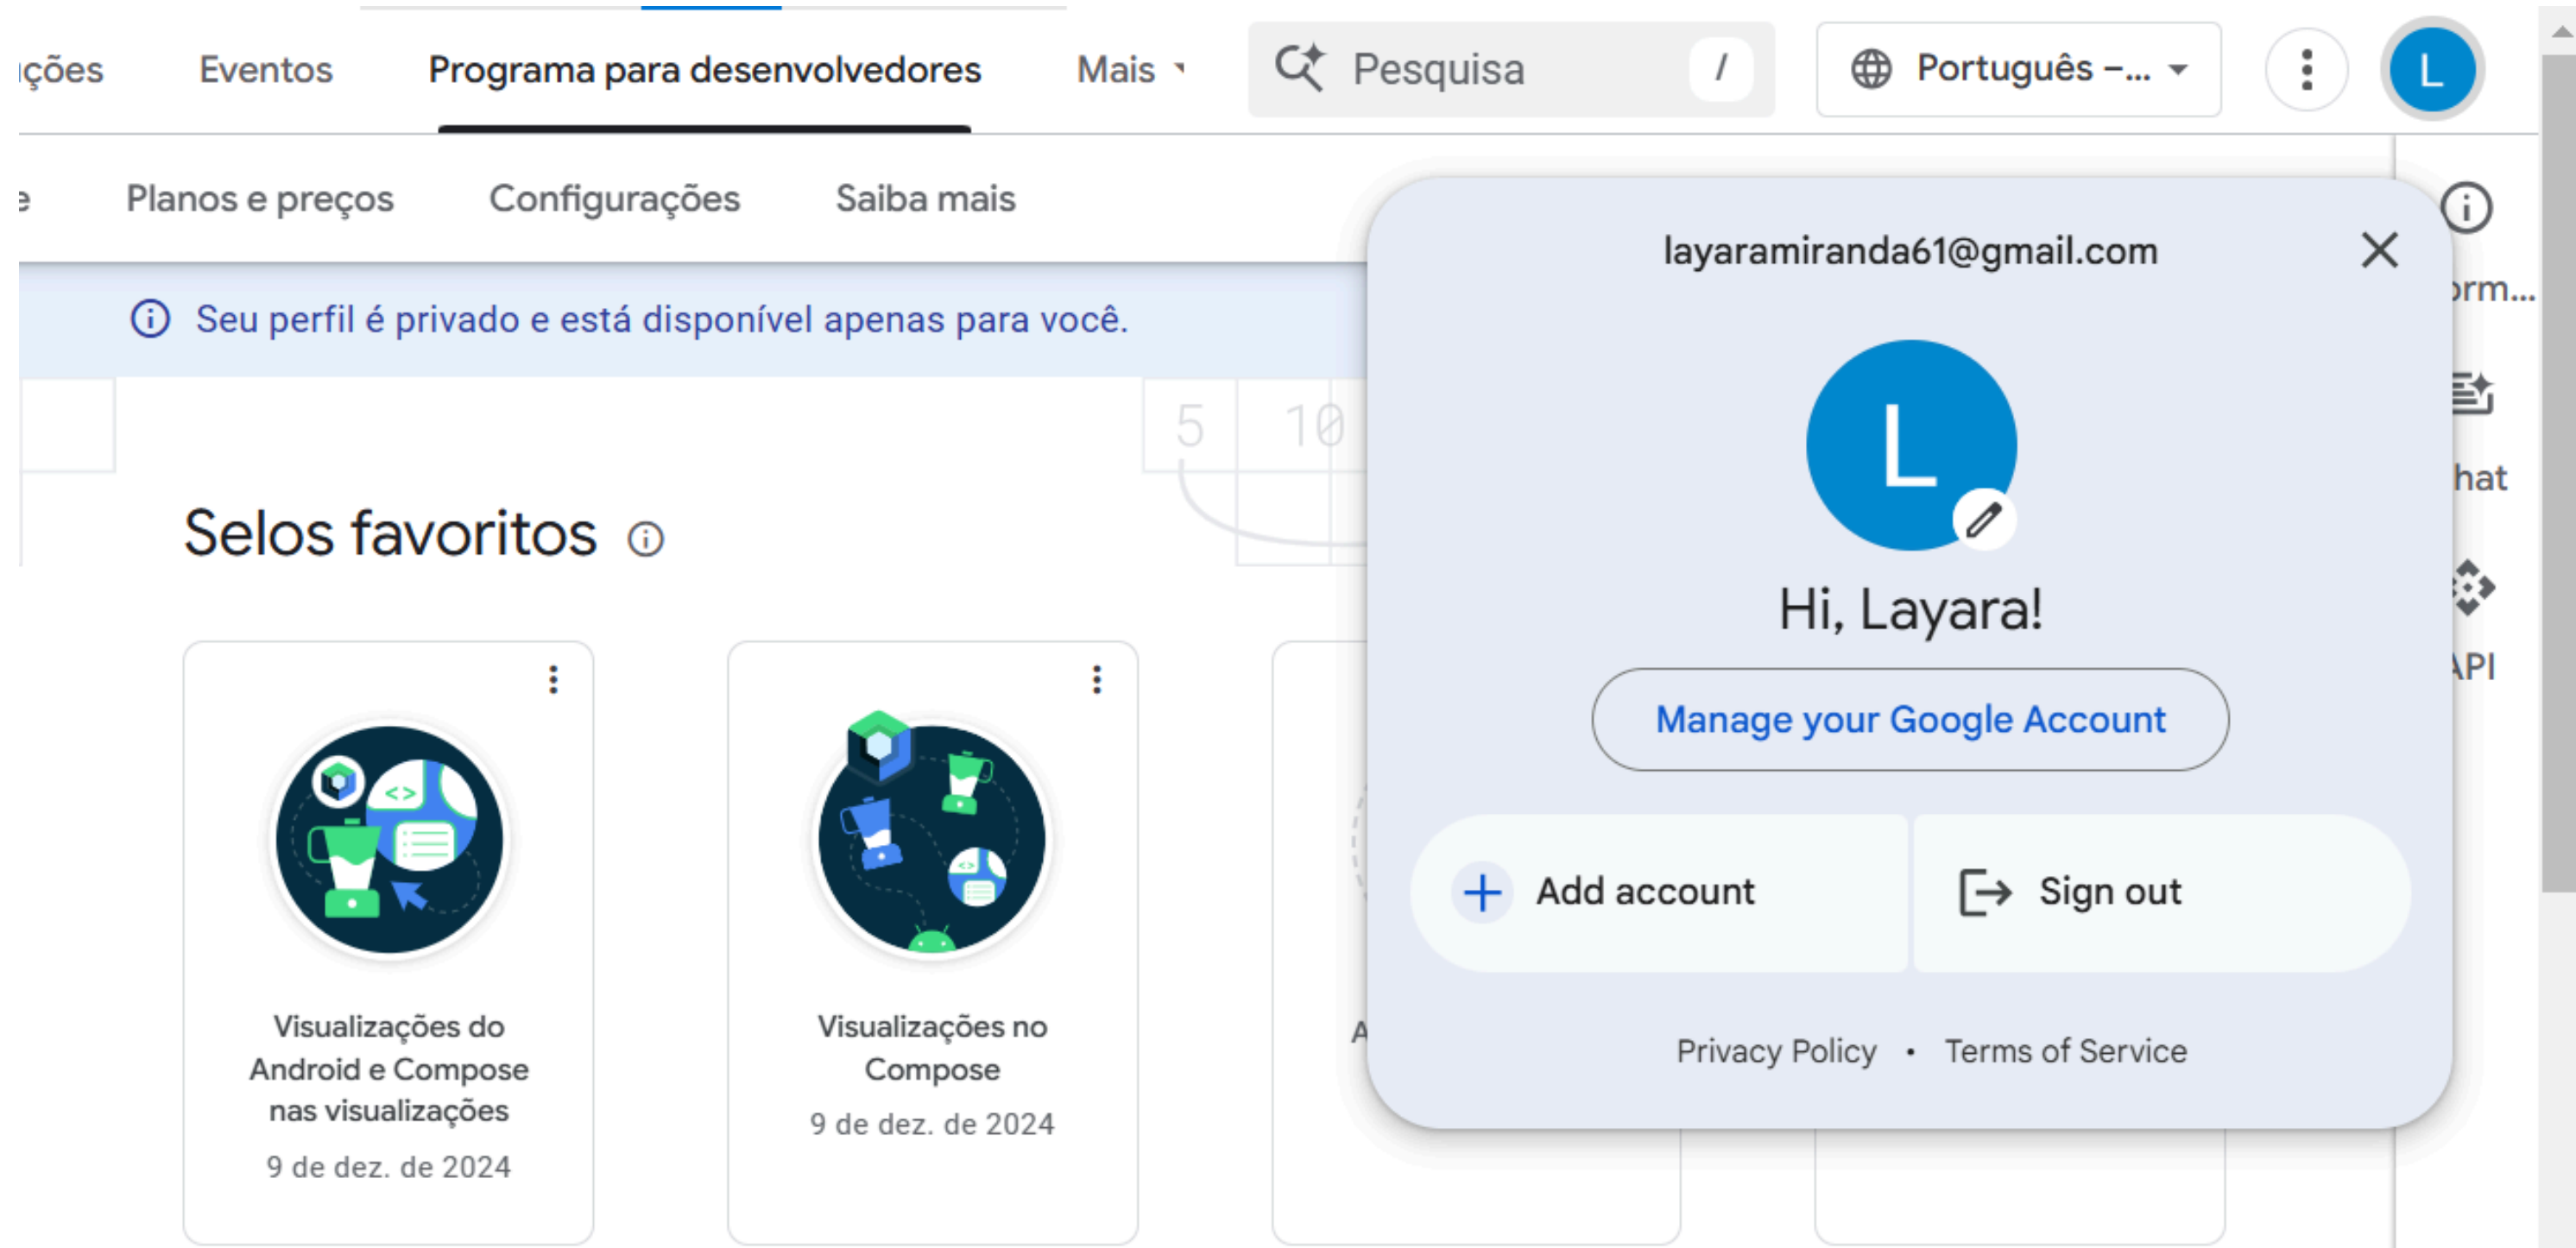 Eventos
Programa para desenvolvedores
Mais
Pesquisa
/
Português –...
L
Planos e preços
Configurações
Saiba mais
Seu perfil é privado e está disponível apenas para você.
5
10
Selos favoritos
Visualizações do
Android e Compose
nas visualizações
9 de dez. de 2024
Visualizações no
Compose
9 de dez. de 2024
layaramiranda61@gmail.com
L
Hi, Layara!
Manage your Google Account
Add account
Sign out
Privacy Policy • Terms of Service
API